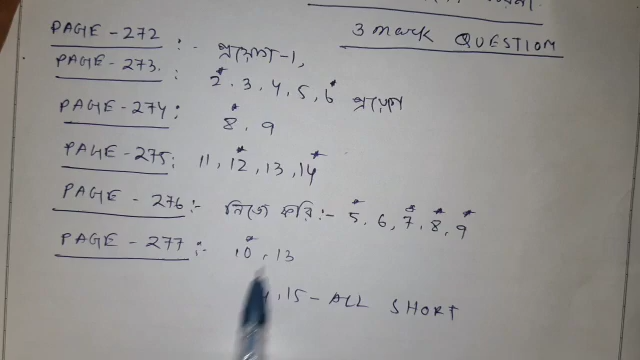 3 mark QUESTION
PAGE-272 :- প্রয়োগ-1,
PAGE-273 : 2*, 3, 4, 5, 6* প্রয়োগ
PAGE-274 : 8*, 9
PAGE-275: 11, 12*, 13, 14*
PAGE - 276 :- নিজে করি :- 5*, 6, 7*, 8*, 9*
PAGE - 277 :- 10*, 13
, 15 - ALL SHORT